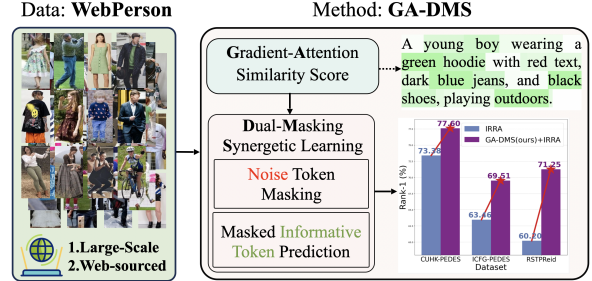 Data: WebPerson
1.Large-Scale
2.Web-sourced
Method: GA-DMS
Gradient-Attention
Similarity Score
Dual-Masking
Synergetic Learning
Noise Token
Masking
Masked Informative
Token Prediction
A young boy wearing a
green hoodie with red text,
dark blue jeans, and black
shoes, playing outdoors.
IRRA
GA-DMS(ours)+IRRA
77.60
73.38
69.51
63.46
71.25
60.20
Rank-1 (%)
CUHK-PEDES
ICFG-PEDES
RSTPReid
Dataset